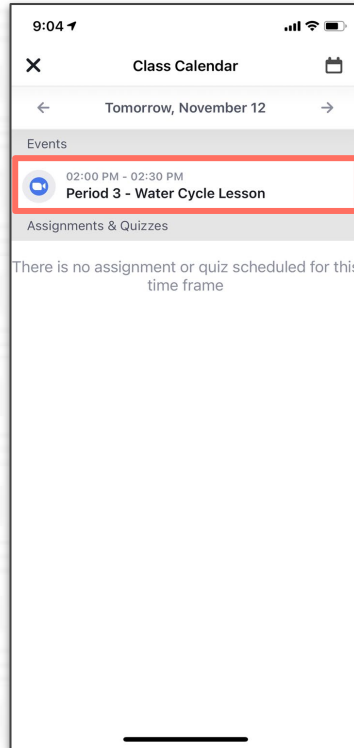 9:04
Class Calendar
Tomorrow, November 12
Events
02:00 PM - 02:30 PM
Period 3 - Water Cycle Lesson
Assignments & Quizzes
There is no assignment or quiz scheduled for this
time frame